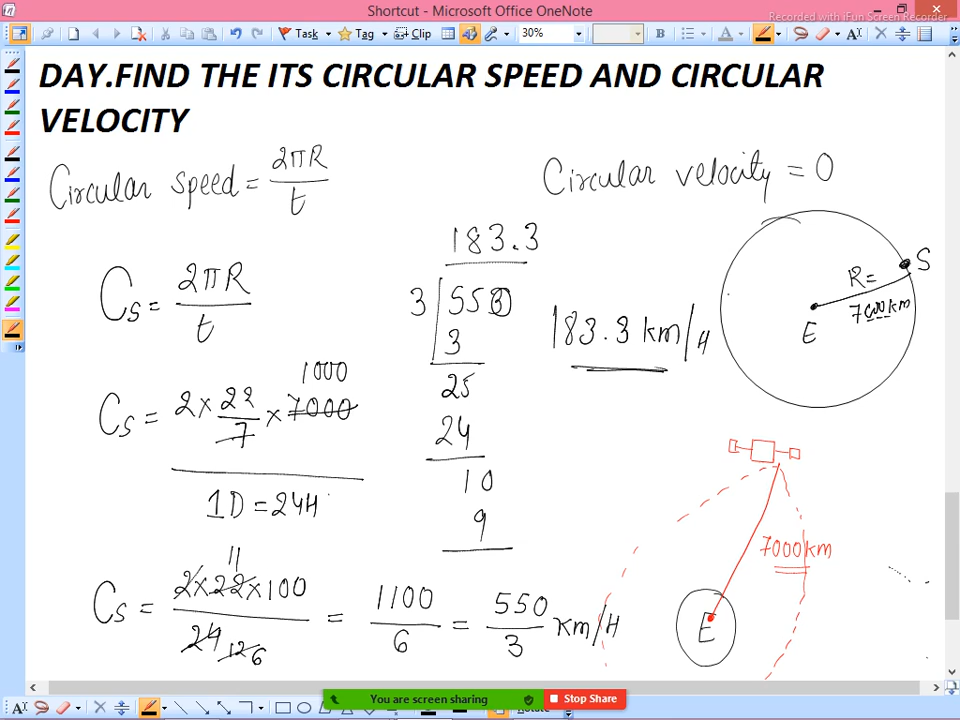 Shortcut - Microsoft Office OneNote
Recorded with iFun Screen Recorder
Task
Tag
Clip
30%
B
A
DAY.FIND THE ITS CIRCULAR SPEED AND CIRCULAR
VELOCITY
Circular speed = 2πR / t
Circular velocity = 0
183.3
Cs = 2πR / t
3 550
3
25
24
10
9
183.3 km/H
R=
7000km
S
E
1000
Cs = 2 × 22/7 × 7000
1D = 24H
7000km
E
11
Cs = 2×22×100 / 24 = 1100 / 6 = 550 / 3 km/H
12 6
You are screen sharing
Stop Share